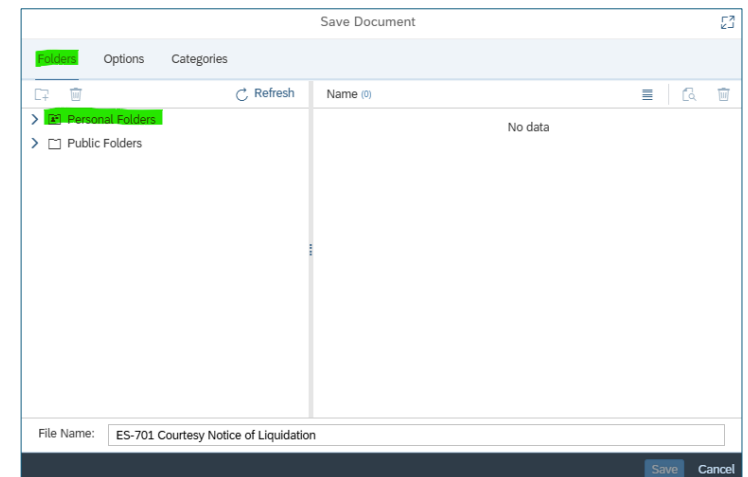 Save Document
Folders Options Categories
Refresh Name (0)
Personal Folders
No data
Public Folders
File Name: ES-701 Courtesy Notice of Liquidation
Save Cancel